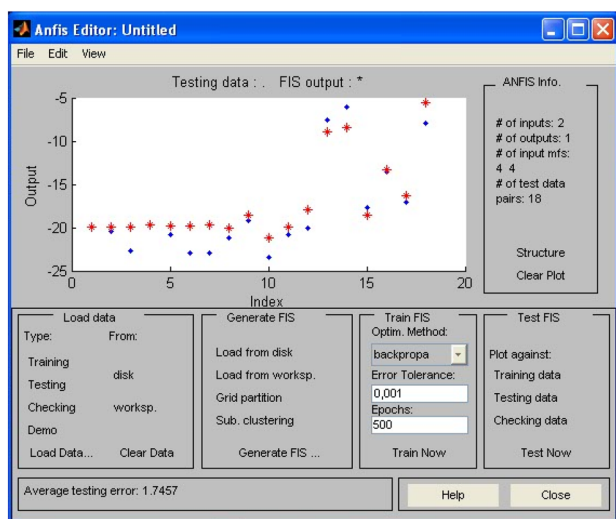 Anfis Editor: Untitled
File Edit View
Testing data : . FIS output : *
-5
-10
-15
-20
-25
Output
0 5 10 15 20
Index
ANFIS Info.
# of inputs: 2
# of outputs: 1
# of input mfs:
4 4
# of test data
pairs: 18
Structure
Clear Plot
Load data
Type: From:
Training
disk
Testing
Checking worksp.
Demo
Load Data... Clear Data
Generate FIS
Load from disk
Load from worksp.
Grid partition
Sub. clustering
Generate FIS ...
Train FIS
Optim. Method:
backpropa
Error Tolerance:
0,001
Epochs:
500
Train Now
Test FIS
Plot against:
Training data
Testing data
Checking data
Test Now
Average testing error: 1.7457
Help Close